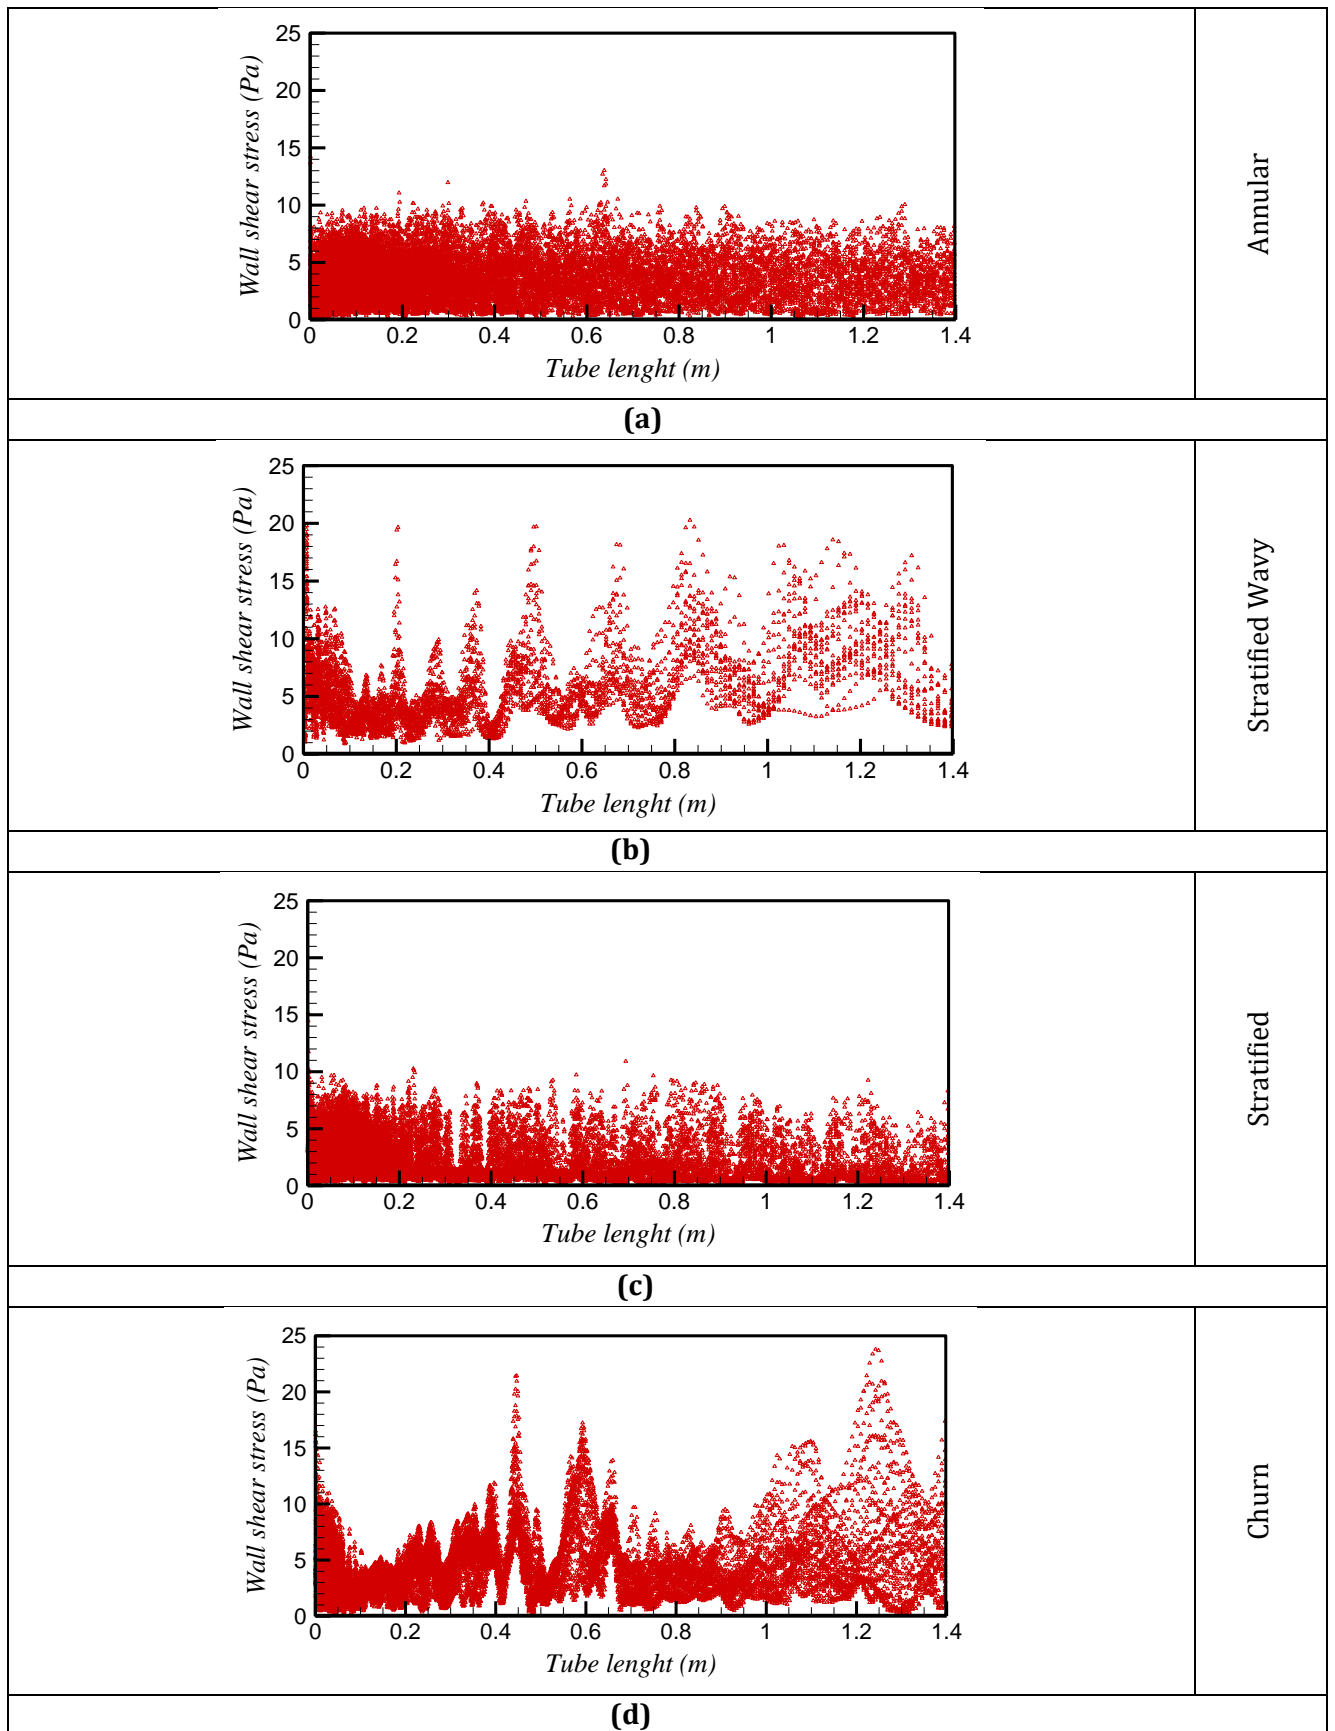 25
20
15
10
5
0
Wall shear stress (Pa)
0 0.2 0.4 0.6 0.8 1 1.2 1.4
Tube lenght (m)
Annular
(a)
25
20
15
10
5
0
Wall shear stress (Pa)
0 0.2 0.4 0.6 0.8 1 1.2 1.4
Tube lenght (m)
Stratified Wavy
(b)
25
20
15
10
5
0
Wall shear stress (Pa)
0 0.2 0.4 0.6 0.8 1 1.2 1.4
Tube lenght (m)
Stratified
(c)
25
20
15
10
5
0
Wall shear stress (Pa)
0 0.2 0.4 0.6 0.8 1 1.2 1.4
Tube lenght (m)
Churn
(d)